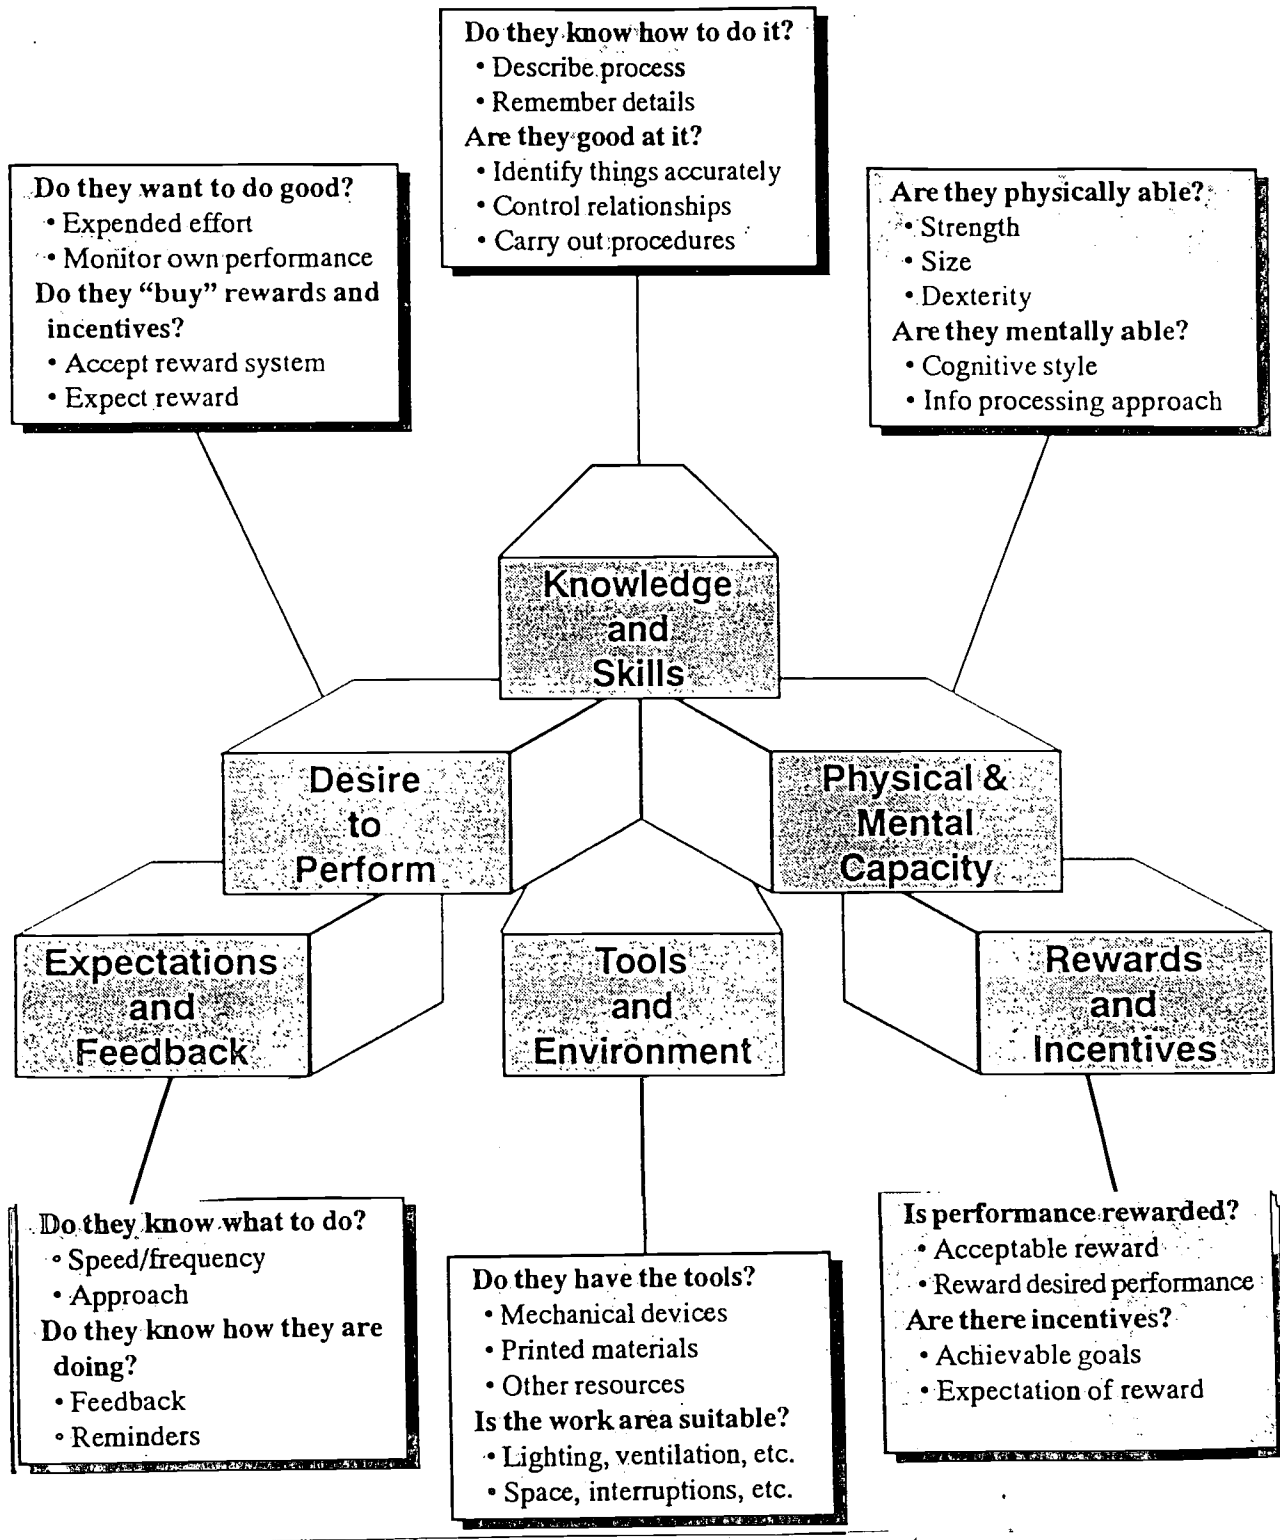 Do they know how to do it?
• Describe process
• Remember details
Are they good at it?
• Identify things accurately
• Control relationships
• Carry out procedures
Do they want to do good?
• Expended effort
• Monitor own performance
Do they “buy” rewards and
incentives?
• Accept reward system
• Expect reward
Are they physically able?
• Strength
• Size
• Dexterity
Are they mentally able?
• Cognitive style
• Info processing approach
Knowledge
and
Skills
Desire
to
Perform
Physical &
Mental
Capacity
Expectations
and
Feedback
Tools
and
Environment
Rewards
and
Incentives
Do they know what to do?
• Speed/frequency
• Approach
Do they know how they are
doing?
• Feedback
• Reminders
Do they have the tools?
• Mechanical devices
• Printed materials
• Other resources
Is the work area suitable?
• Lighting, ventilation, etc.
• Space, interruptions, etc.
Is performance rewarded?
• Acceptable reward
• Reward desired performance
Are there incentives?
• Achievable goals
• Expectation of reward